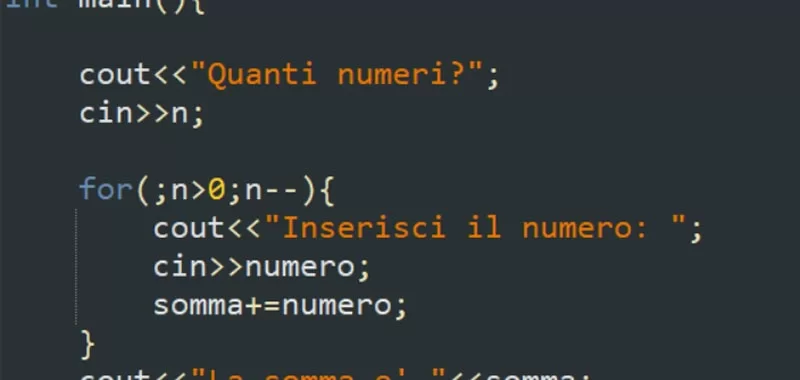 int main(){
cout<<"Quanti numeri?";
cin>>n;
for(;n>0;n--){
cout<<"Inserisci il numero: ";
cin>>numero;
somma+=numero;
}
cout<<"La somma e' "<<somma;